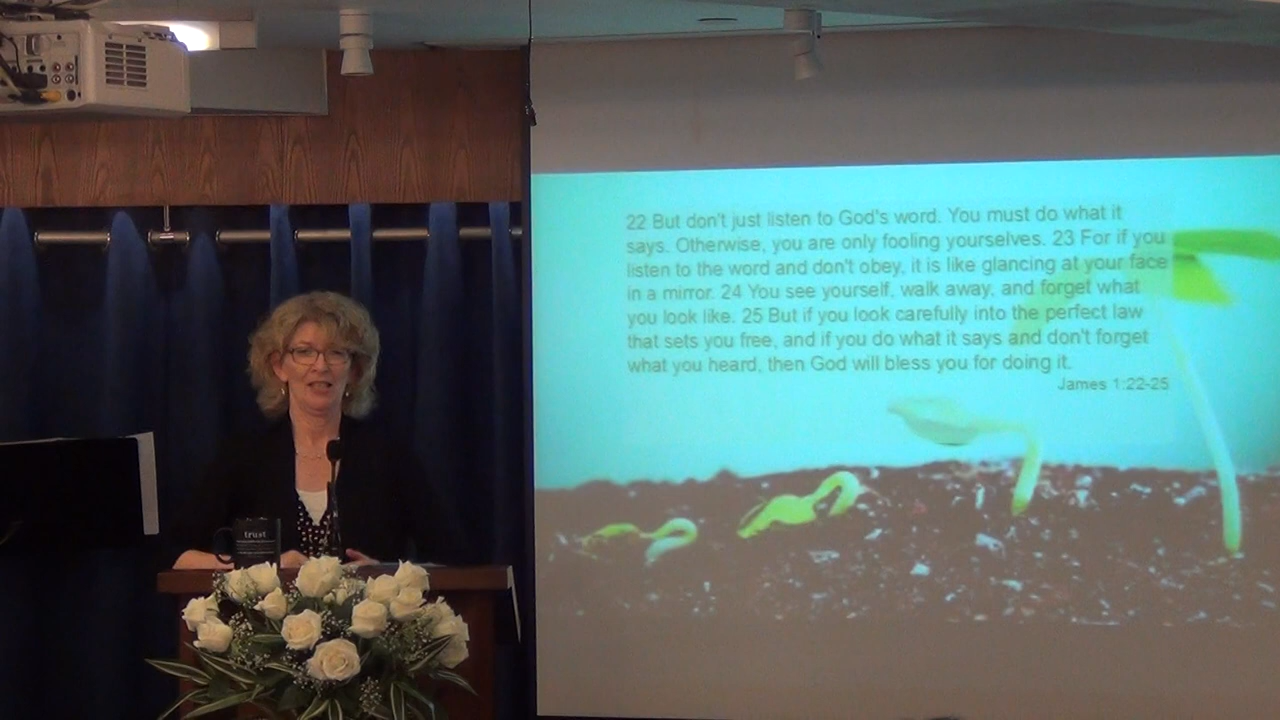 22 But don't just listen to God's word. You must do what it
says. Otherwise, you are only fooling yourselves. 23 For if you
listen to the word and don't obey, it is like glancing at your face
in a mirror. 24 You see yourself, walk away, and forget what
you look like. 25 But if you look carefully into the perfect law
that sets you free, and if you do what it says and don't forget
what you heard, then God will bless you for doing it.
James 1:22-25
trust